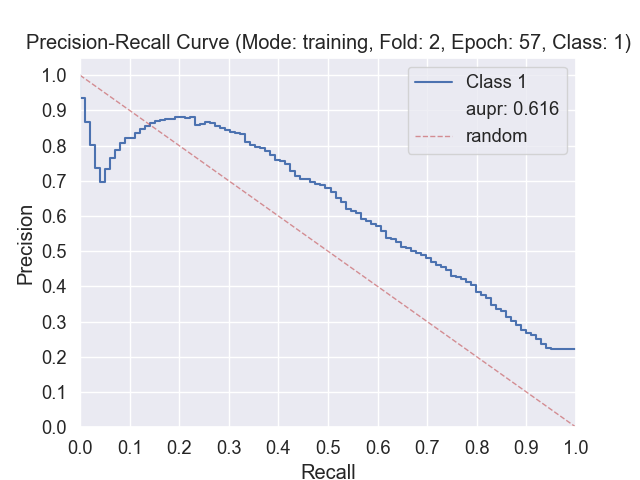 Precision-Recall Curve (Mode: training, Fold: 2, Epoch: 57, Class: 1)
Class 1
aupr: 0.616
random
Precision
1.0
0.9
0.8
0.7
0.6
0.5
0.4
0.3
0.2
0.1
0.0
0.0 0.1 0.2 0.3 0.4 0.5 0.6 0.7 0.8 0.9 1.0
Recall